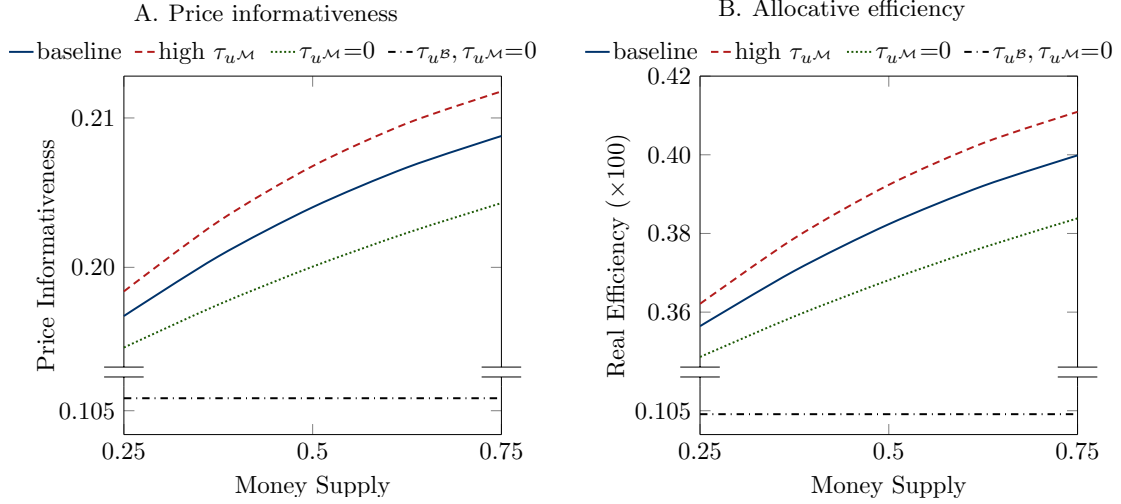 A. Price informativeness
baseline high τ_{u^ℳ} τ_{u^ℳ}=0 τ_{u^ℬ}, τ_{u^ℳ}=0
Price Informativeness
0.21
0.20
0.105
0.25 0.5 0.75
Money Supply
B. Allocative efficiency
baseline high τ_{u^ℳ} τ_{u^ℳ}=0 τ_{u^ℬ}, τ_{u^ℳ}=0
Real Efficiency (×100)
0.42
0.40
0.38
0.36
0.105
0.25 0.5 0.75
Money Supply